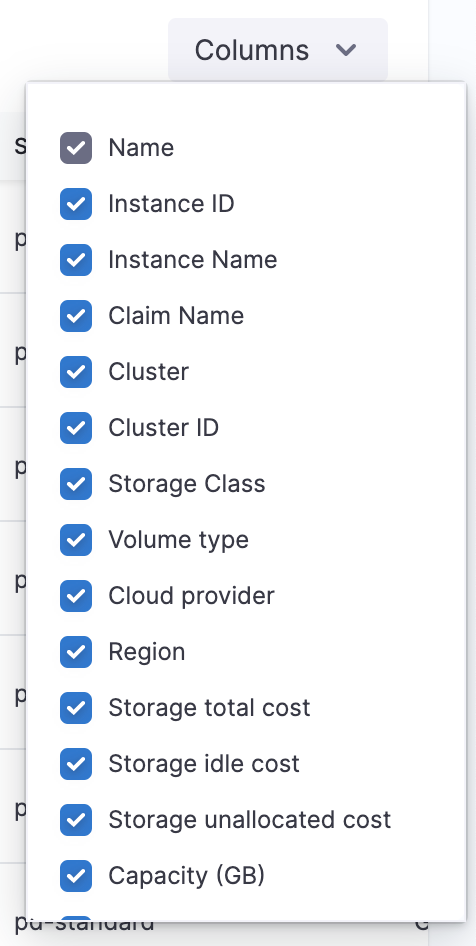 Columns
Name
Instance ID
Instance Name
Claim Name
Cluster
Cluster ID
Storage Class
Volume type
Cloud provider
Region
Storage total cost
Storage idle cost
Storage unallocated cost
Capacity (GB)
pd-standard